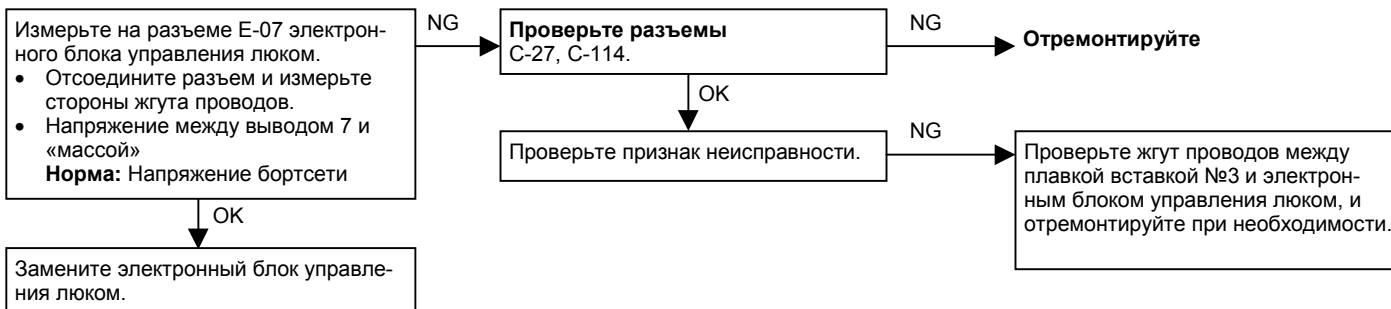 Измерьте на разъеме Е-07 электрон-
ного блока управления люком.
• Отсоедините разъем и измерьте
стороны жгута проводов.
• Напряжение между выводом 7 и
«массой»
Норма: Напряжение бортсети
NG
Проверьте разъемы
С-27, С-114.
NG
Отремонтируйте
OK
Проверьте признак неисправности.
NG
Проверьте жгут проводов между
плавкой вставкой №3 и электрон-
ным блоком управления люком, и
отремонтируйте при необходимости.
OK
Замените электронный блок управле-
ния люком.